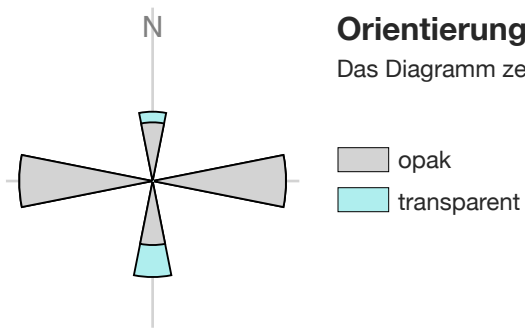 N
Orientierung
Das Diagramm ze
opak
transparent